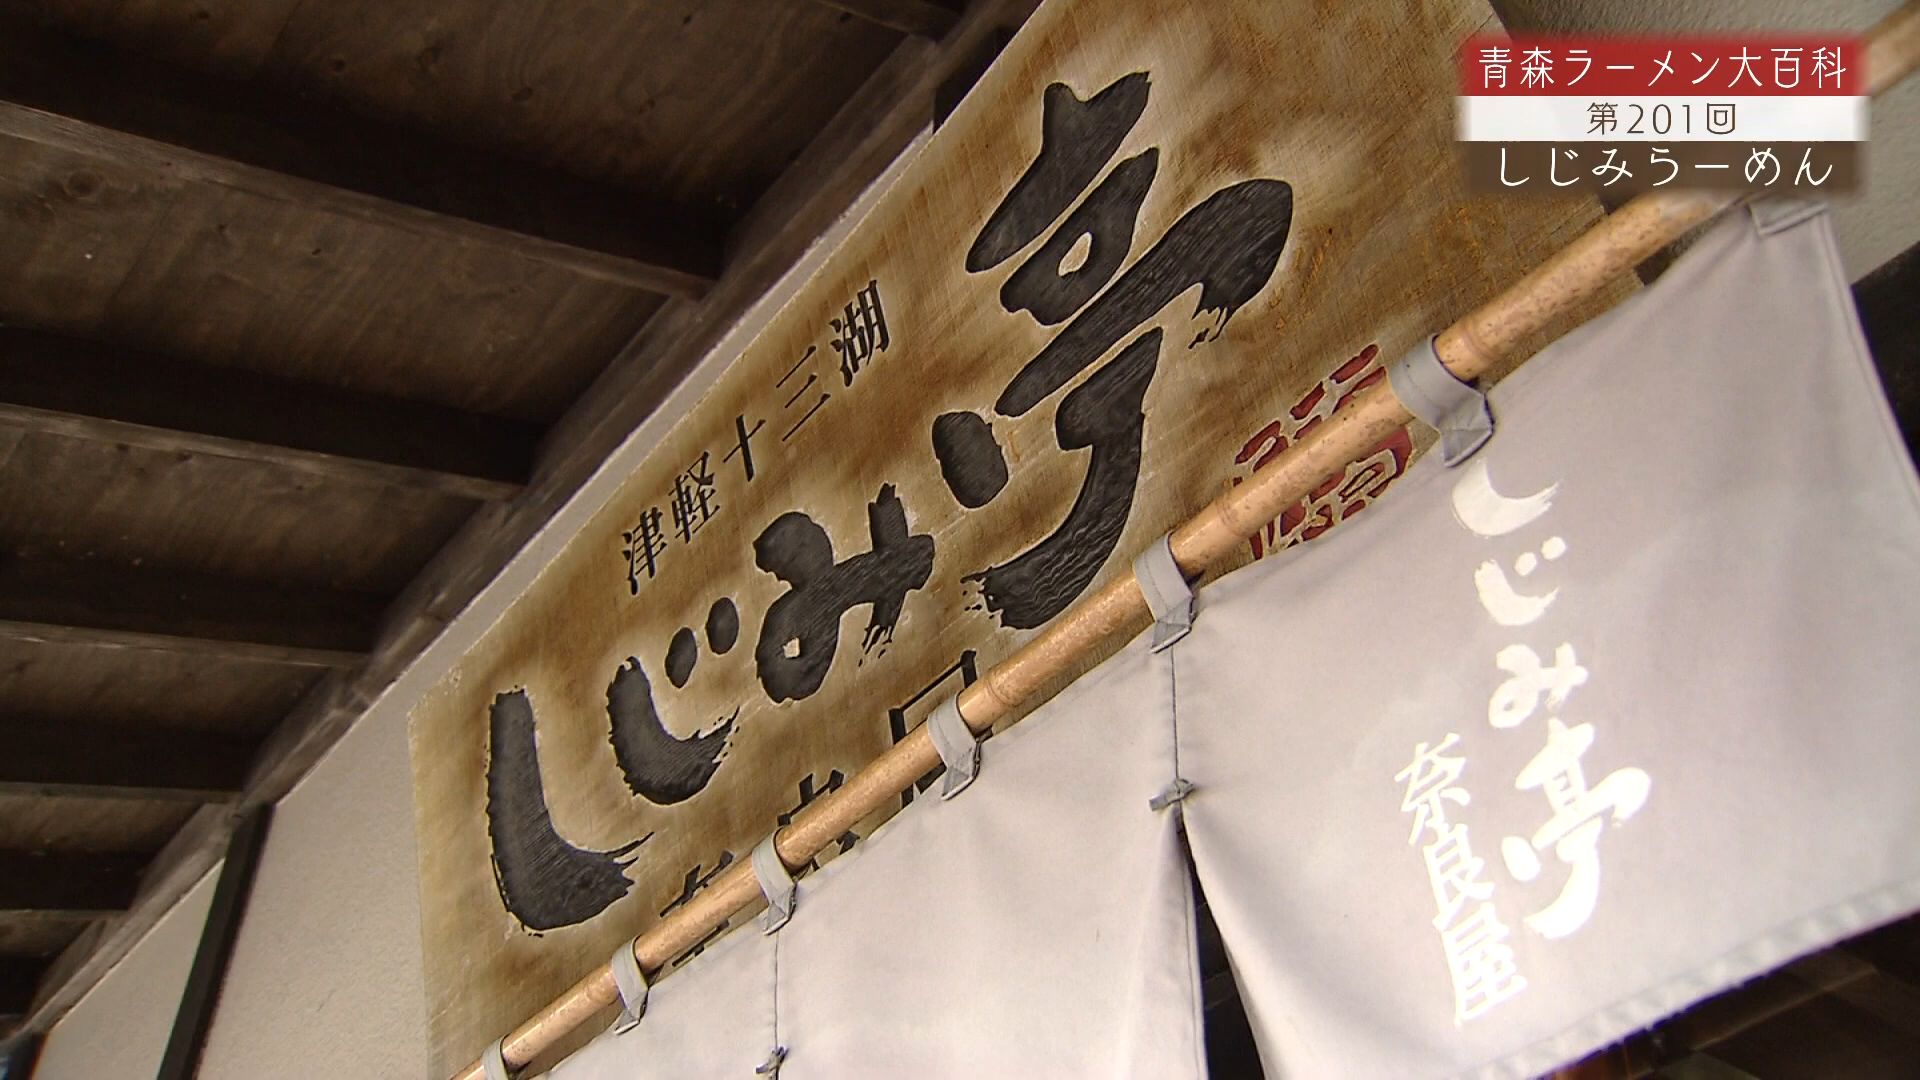 青森ラーメン大百科
第201回
しじみらーめん
津軽十三湖
しじみ亭
しじみ亭
奈良屋